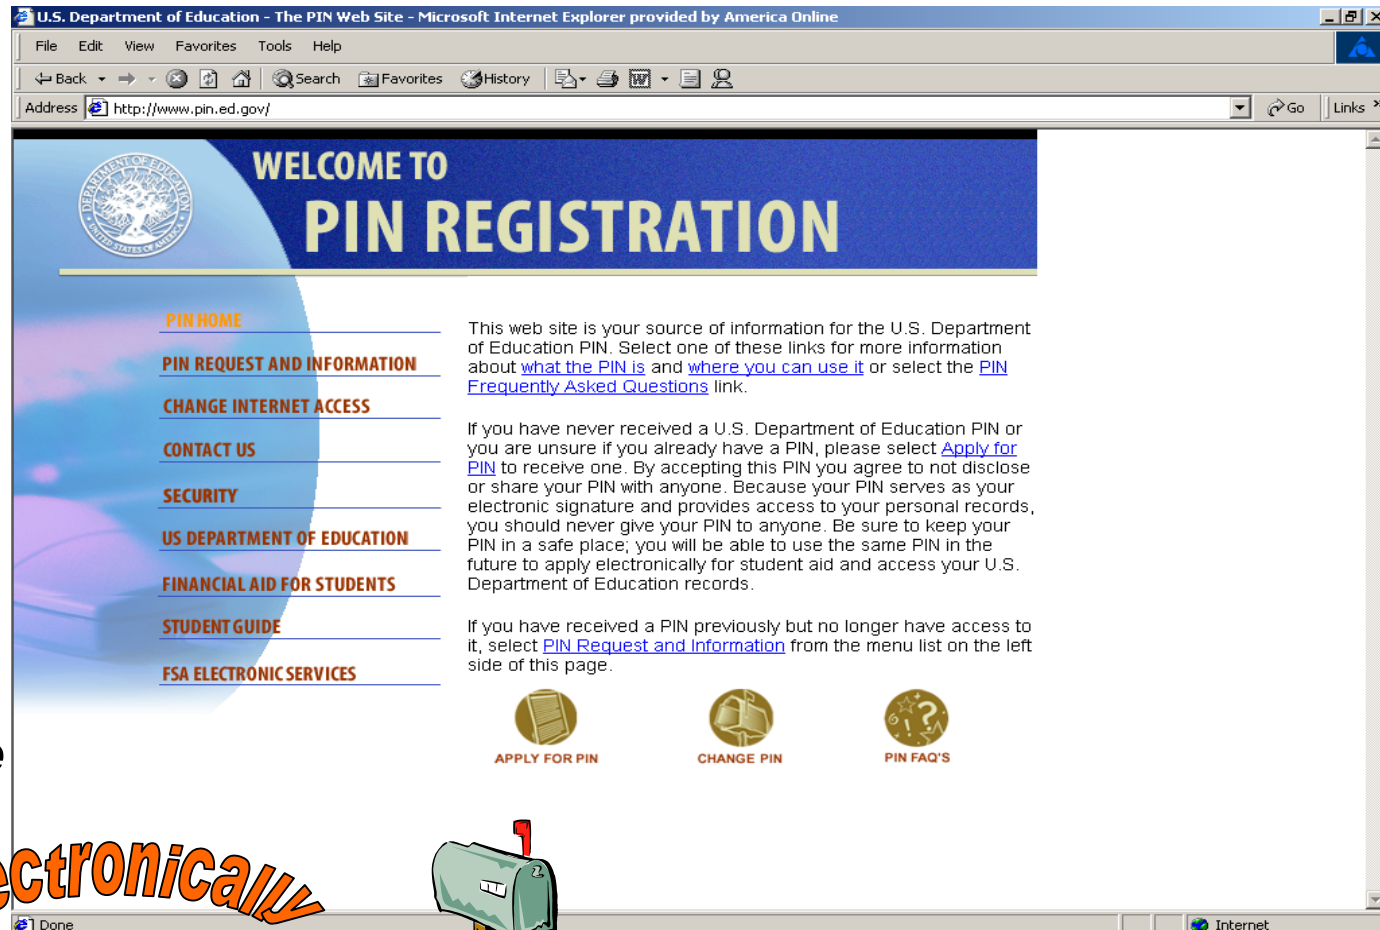 U.S. Department of Education - The PIN Web Site - Microsoft Internet Explorer provided by America Online
File Edit View Favorites Tools Help
Back Search Favorites History
Address http://www.pin.ed.gov/ Go Links »
DEPARTMENT OF EDUCATION
UNITED STATES OF AMERICA
WELCOME TO
PIN REGISTRATION
PIN HOME
PIN REQUEST AND INFORMATION
CHANGE INTERNET ACCESS
CONTACT US
SECURITY
US DEPARTMENT OF EDUCATION
FINANCIAL AID FOR STUDENTS
STUDENT GUIDE
FSA ELECTRONIC SERVICES
This web site is your source of information for the U.S. Department
of Education PIN. Select one of these links for more information
about what the PIN is and where you can use it or select the PIN
Frequently Asked Questions link.
If you have never received a U.S. Department of Education PIN or
you are unsure if you already have a PIN, please select Apply for
PIN to receive one. By accepting this PIN you agree to not disclose
or share your PIN with anyone. Because your PIN serves as your
electronic signature and provides access to your personal records,
you should never give your PIN to anyone. Be sure to keep your
PIN in a safe place; you will be able to use the same PIN in the
future to apply electronically for student aid and access your U.S.
Department of Education records.
If you have received a PIN previously but no longer have access to
it, select PIN Request and Information from the menu list on the left
side of this page.
APPLY FOR PIN CHANGE PIN PIN FAQ'S
e
ectronically
Done Internet